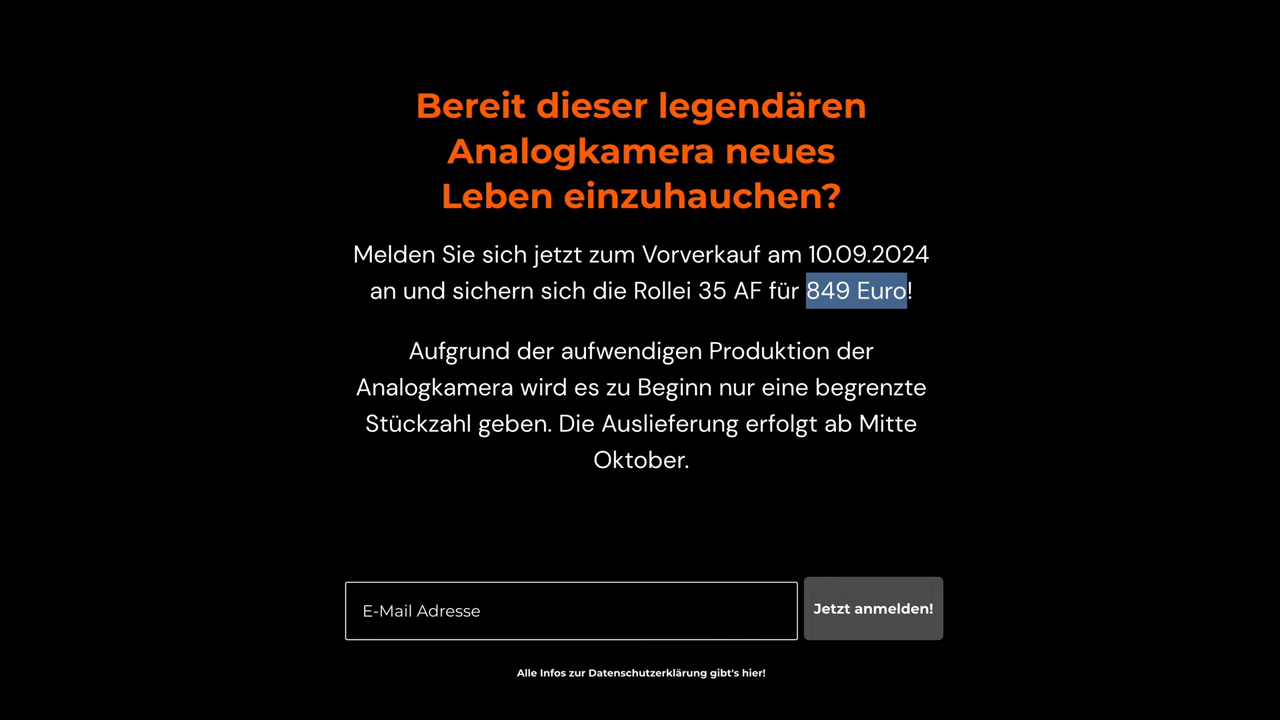 Bereit dieser legendären
Analogkamera neues
Leben einzuhauchen?
Melden Sie sich jetzt zum Vorverkauf am 10.09.2024
an und sichern sich die Rollei 35 AF für 849 Euro!
Aufgrund der aufwendigen Produktion der
Analogkamera wird es zu Beginn nur eine begrenzte
Stückzahl geben. Die Auslieferung erfolgt ab Mitte
Oktober.
E-Mail Adresse
Jetzt anmelden!
Alle Infos zur Datenschutzerklärung gibt's hier!